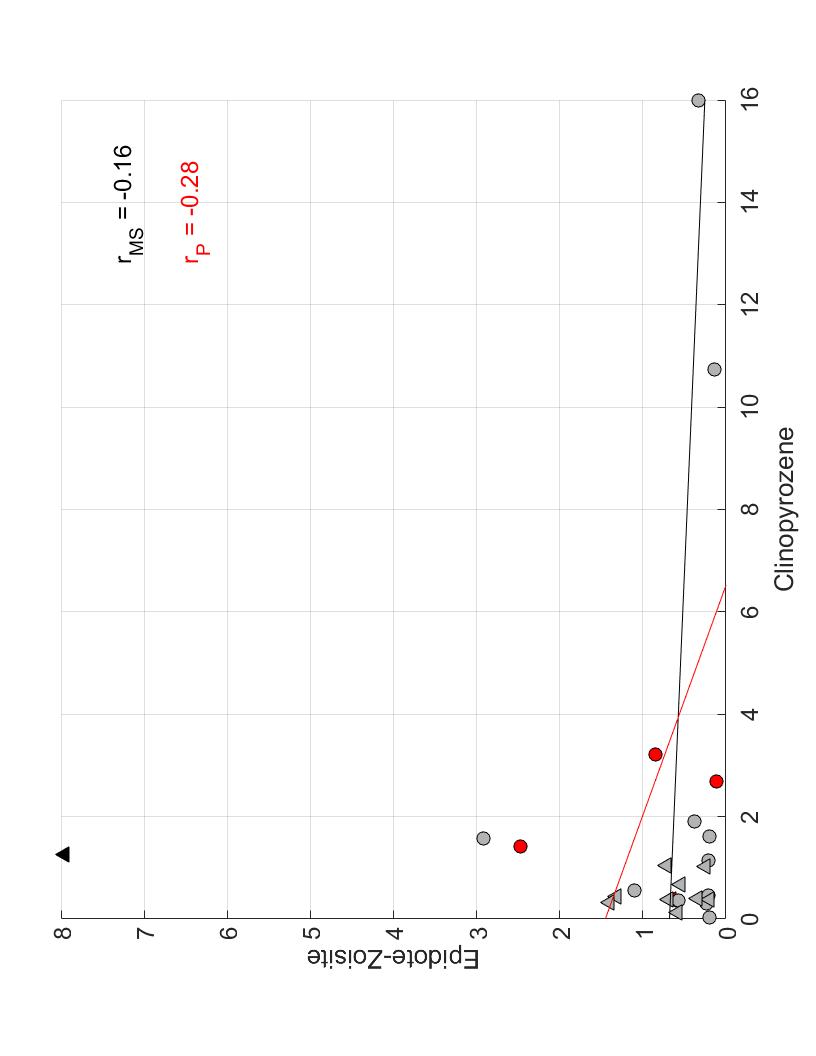 8
7
6
5
4
3
2
1
0
Epidote-Zoisite
r_MS = -0.16
r_P = -0.28
0 2 4 6 8 10 12 14 16
Clinopyrozene